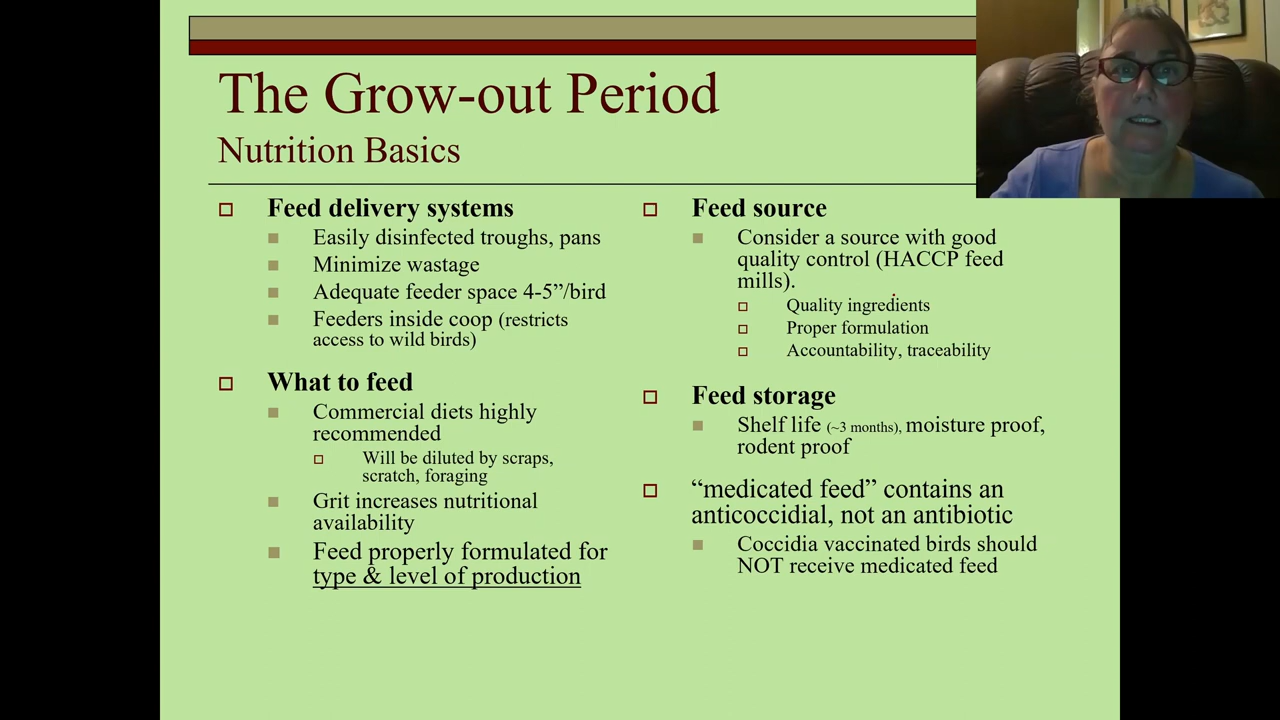 The Grow-out Period
Nutrition Basics
Feed delivery systems
Easily disinfected troughs, pans
Minimize wastage
Adequate feeder space 4-5”/bird
Feeders inside coop (restricts
access to wild birds)
What to feed
Commercial diets highly
recommended
Will be diluted by scraps,
scratch, foraging
Grit increases nutritional
availability
Feed properly formulated for
type & level of production
Feed source
Consider a source with good
quality control (HACCP feed
mills).
Quality ingredients
Proper formulation
Accountability, traceability
Feed storage
Shelf life (~3 months), moisture proof,
rodent proof
“medicated feed” contains an
anticoccidial, not an antibiotic
Coccidia vaccinated birds should
NOT receive medicated feed